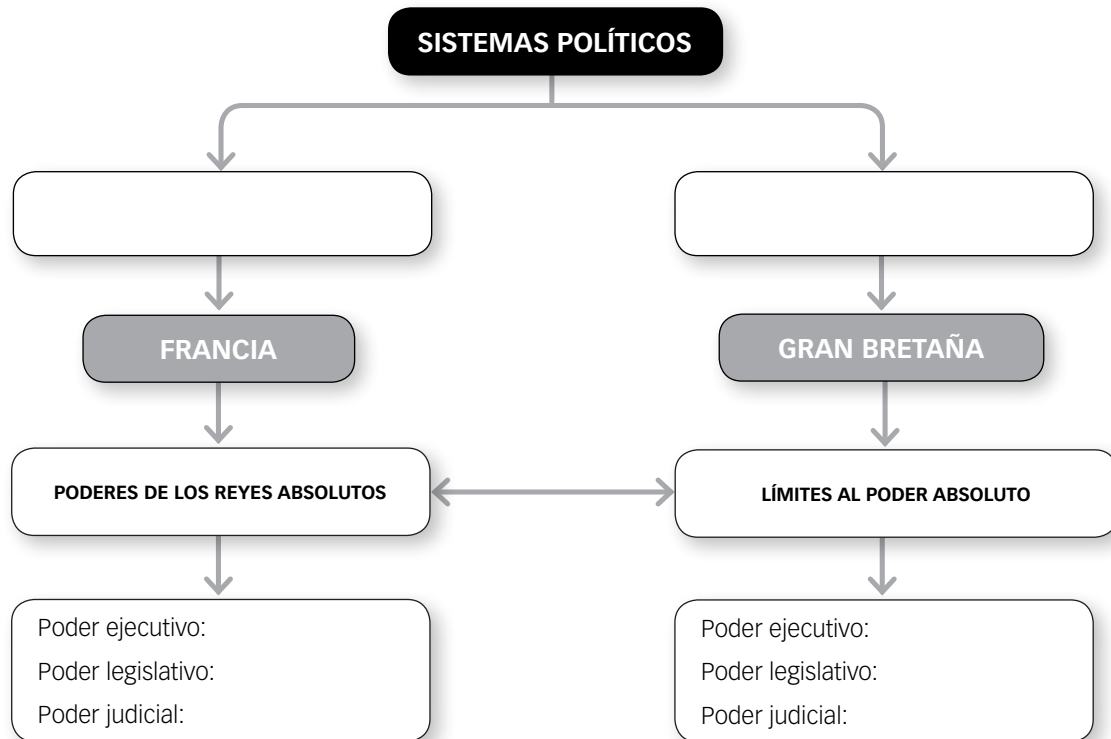 SISTEMAS POLÍTICOS
FRANCIA
GRAN BRETAÑA
PODERES DE LOS REYES ABSOLUTOS
LÍMITES AL PODER ABSOLUTO
Poder ejecutivo:
Poder legislativo:
Poder judicial:
Poder ejecutivo:
Poder legislativo:
Poder judicial: